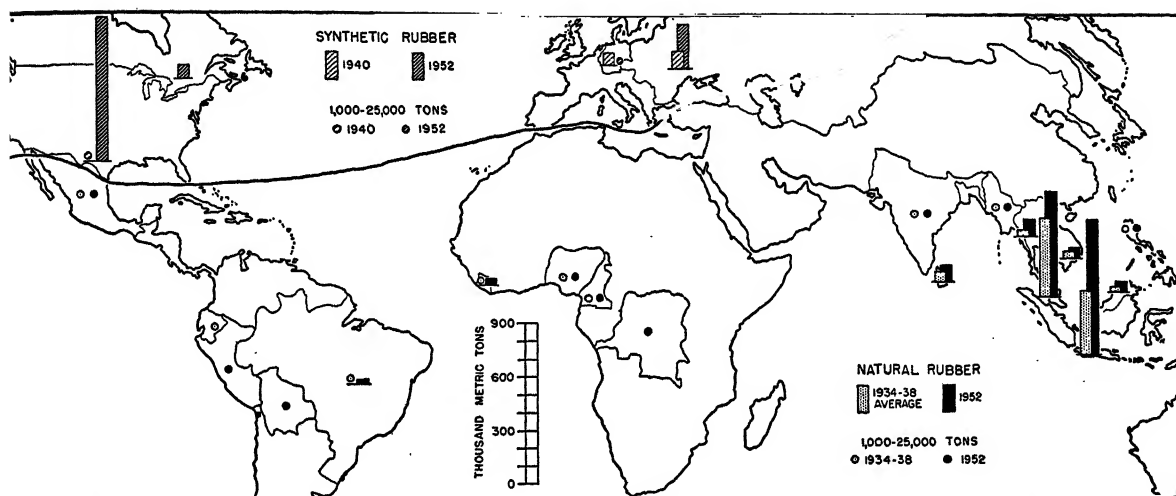 SYNTHETIC RUBBER
1940
1952
1,000-25,000 TONS
1940
1952
THOUSAND METRIC TONS
900
600
300
0
NATURAL RUBBER
1934-38
AVERAGE
1952
1,000-25,000 TONS
1934-38
1952